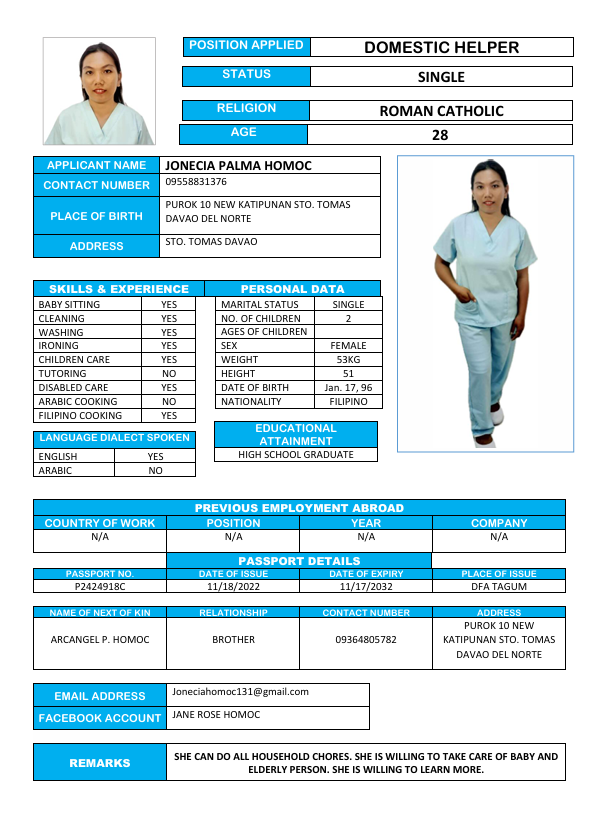 POSITION APPLIED DOMESTIC HELPER
STATUS SINGLE
RELIGION ROMAN CATHOLIC
AGE 28
APPLICANT NAME JONECIA PALMA HOMOC
CONTACT NUMBER 09558831376
PLACE OF BIRTH PUROK 10 NEW KATIPUNAN STO. TOMAS
DAVAO DEL NORTE
ADDRESS STO. TOMAS DAVAO
SKILLS & EXPERIENCE PERSONAL DATA
BABY SITTING YES MARITAL STATUS SINGLE
CLEANING YES NO. OF CHILDREN 2
WASHING YES AGES OF CHILDREN
IRONING YES SEX FEMALE
CHILDREN CARE YES WEIGHT 53KG
TUTORING NO HEIGHT 51
DISABLED CARE YES DATE OF BIRTH Jan. 17, 96
ARABIC COOKING NO NATIONALITY FILIPINO
FILIPINO COOKING YES
EDUCATIONAL
ATTAINMENT
HIGH SCHOOL GRADUATE
LANGUAGE DIALECT SPOKEN
ENGLISH YES
ARABIC NO
PREVIOUS EMPLOYMENT ABROAD
COUNTRY OF WORK POSITION YEAR COMPANY
N/A N/A N/A N/A
PASSPORT DETAILS
PASSPORT NO. DATE OF ISSUE DATE OF EXPIRY PLACE OF ISSUE
P2424918C 11/18/2022 11/17/2032 DFA TAGUM
NAME OF NEXT OF KIN RELATIONSHIP CONTACT NUMBER ADDRESS
ARCANGEL P. HOMOC BROTHER 09364805782 PUROK 10 NEW
KATIPUNAN STO. TOMAS
DAVAO DEL NORTE
EMAIL ADDRESS Joneciahomoc131@gmail.com
FACEBOOK ACCOUNT JANE ROSE HOMOC
REMARKS SHE CAN DO ALL HOUSEHOLD CHORES. SHE IS WILLING TO TAKE CARE OF BABY AND
ELDERLY PERSON. SHE IS WILLING TO LEARN MORE.